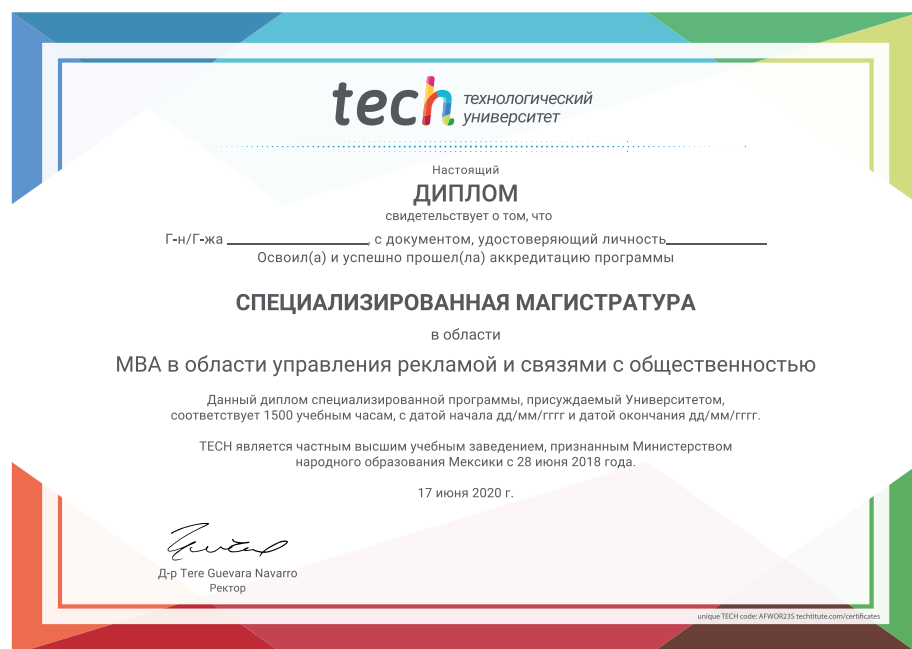 tech технологический
университет
Настоящий
ДИПЛОМ
свидетельствует о том, что
Г-н/Г-жа ____________________, с документом, удостоверяющий личность______________
Освоил(а) и успешно прошел(ла) аккредитацию программы
СПЕЦИАЛИЗИРОВАННАЯ МАГИСТРАТУРА
в области
MBA в области управления рекламой и связями с общественностью
Данный диплом специализированной программы, присуждаемый Университетом,
соответствует 1500 учебным часам, с датой начала дд/мм/гггг и датой окончания дд/мм/гггг.
TECH является частным высшим учебным заведением, признанным Министерством
народного образования Мексики с 28 июня 2018 года.
17 июня 2020 г.
Д-р Tere Guevara Navarro
Ректор
unique TECH code: AFWOR23S techtitute.com/certificates